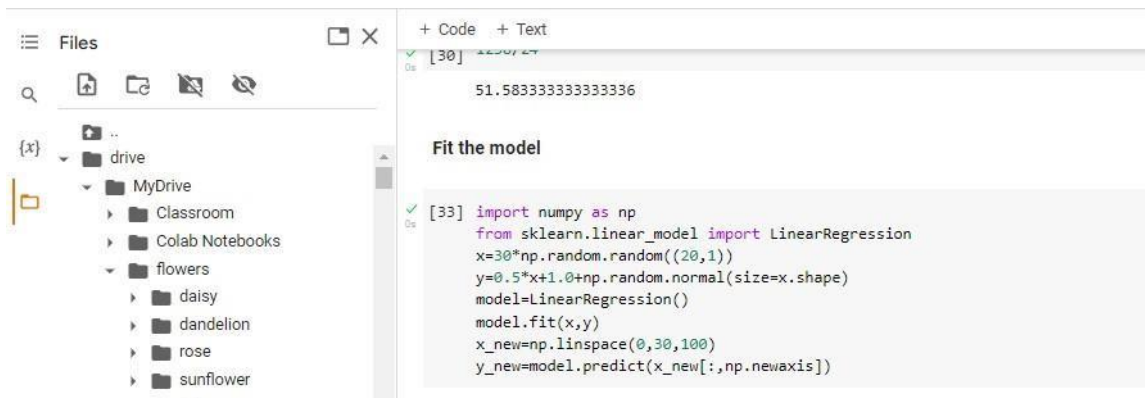 Files
+ Code + Text
[30]
0s
51.583333333333336
..
{x}
drive
MyDrive
Classroom
Colab Notebooks
flowers
daisy
dandelion
rose
sunflower
Fit the model
[33] import numpy as np
0s
from sklearn.linear_model import LinearRegression
x=30*np.random.random((20,1))
y=0.5*x+1.0+np.random.normal(size=x.shape)
model=LinearRegression()
model.fit(x,y)
x_new=np.linspace(0,30,100)
y_new=model.predict(x_new[:,np.newaxis])